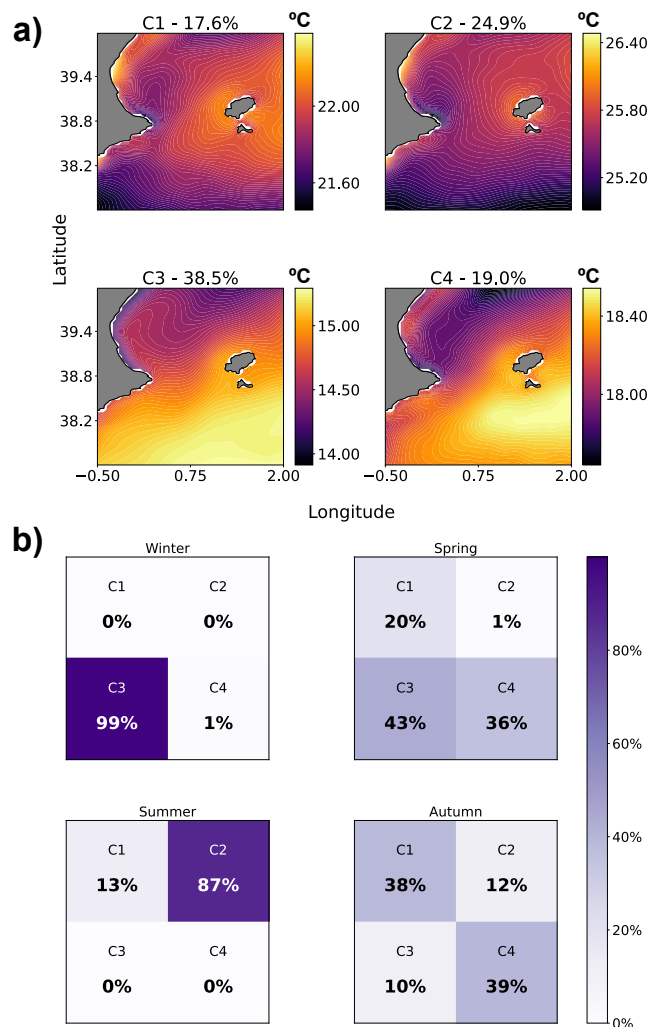 a)
C1 - 17.6%
ºC
C2 - 24.9%
ºC
39.4
38.8
38.2
22.00
21.60
26.40
25.80
25.20
Latitude
C3 - 38.5%
ºC
C4 - 19.0%
ºC
39.4
38.8
38.2
15.00
14.50
14.00
18.40
18.00
−0.50
0.75
2.00
−0.50
0.75
2.00
Longitude
b)
Winter
C1
0%
C2
0%
C3
99%
C4
1%
Spring
C1
20%
C2
1%
C3
43%
C4
36%
Summer
C1
13%
C2
87%
C3
0%
C4
0%
Autumn
C1
38%
C2
12%
C3
10%
C4
39%
80%
60%
40%
20%
0%